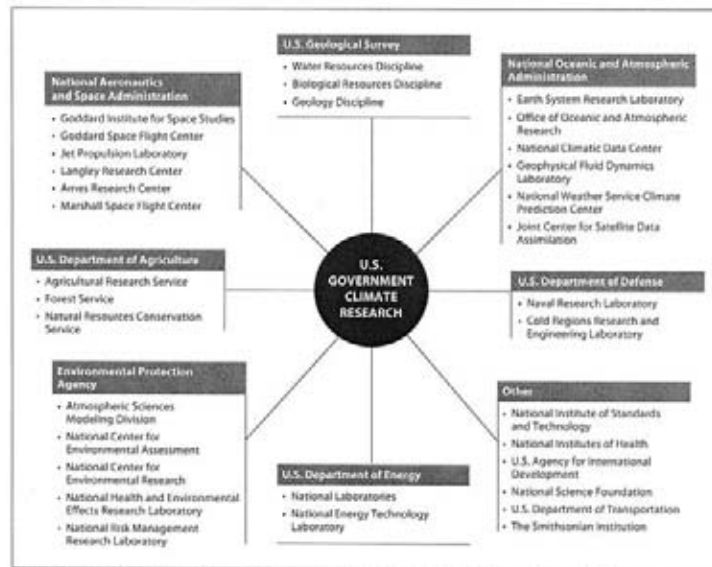 U.S. Geological Survey
• Water Resources Discipline
• Biological Resources Discipline
• Geology Discipline
National Aeronautics
and Space Administration
• Goddard Institute for Space Studies
• Goddard Space Flight Center
• Jet Propulsion Laboratory
• Langley Research Center
• Ames Research Center
• Marshall Space Flight Center
National Oceanic and Atmospheric
Administration
• Earth System Research Laboratory
• Office of Oceanic and Atmospheric
Research
• National Climatic Data Center
• Geophysical Fluid Dynamics
Laboratory
• National Weather Service Climate
Prediction Center
• Joint Center for Satellite Data
Assimilation
U.S.
GOVERNMENT
CLIMATE
RESEARCH
U.S. Department of Agriculture
• Agricultural Research Service
• Forest Service
• Natural Resources Conservation
Service
U.S. Department of Defense
• Naval Research Laboratory
• Cold Regions Research and
Engineering Laboratory
Environmental Protection
Agency
• Atmospheric Sciences
Modeling Division
• National Center for
Environmental Assessment
• National Center for
Environmental Research
• National Health and Environmental
Effects Research Laboratory
• National Risk Management
Research Laboratory
U.S. Department of Energy
• National Laboratories
• National Energy Technology
Laboratory
Other
• National Institute of Standards
and Technology
• National Institutes of Health
• U.S. Agency for International
Development
• National Science Foundation
• U.S. Department of Transportation
• The Smithsonian Institution